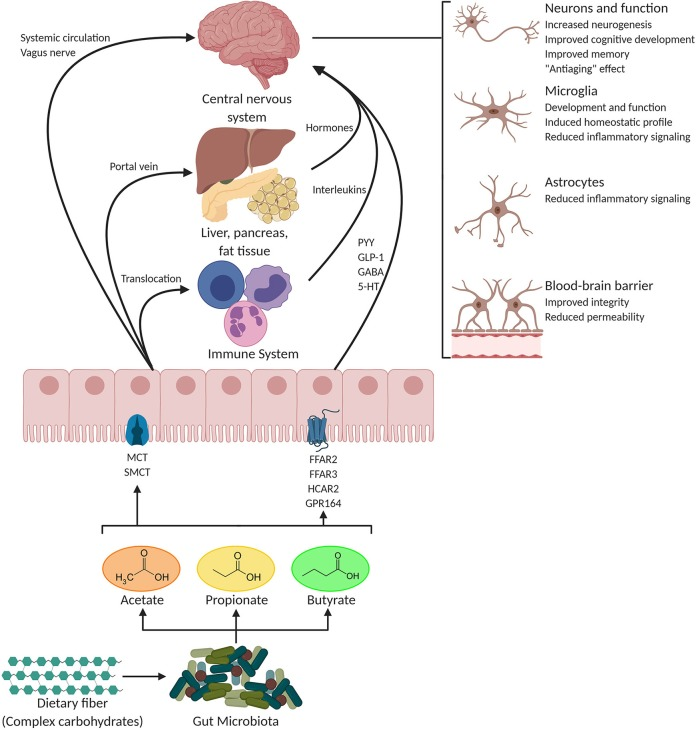 Systemic circulation
Vagus nerve
Central nervous
system
Hormones
Portal vein
Interleukins
Liver, pancreas,
fat tissue
PYY
GLP-1
GABA
5-HT
Translocation
Immune System
Neurons and function
Increased neurogenesis
Improved cognitive development
Improved memory
"Antiaging" effect
Microglia
Development and function
Induced homeostatic profile
Reduced inflammatory signaling
Astrocytes
Reduced inflammatory signaling
Blood-brain barrier
Improved integrity
Reduced permeability
MCT
SMCT
FFAR2
FFAR3
HCAR2
GPR164
O
H3C
OH
O
OH
O
OH
Acetate
Propionate
Butyrate
Dietary fiber
(Complex carbohydrates)
Gut Microbiota